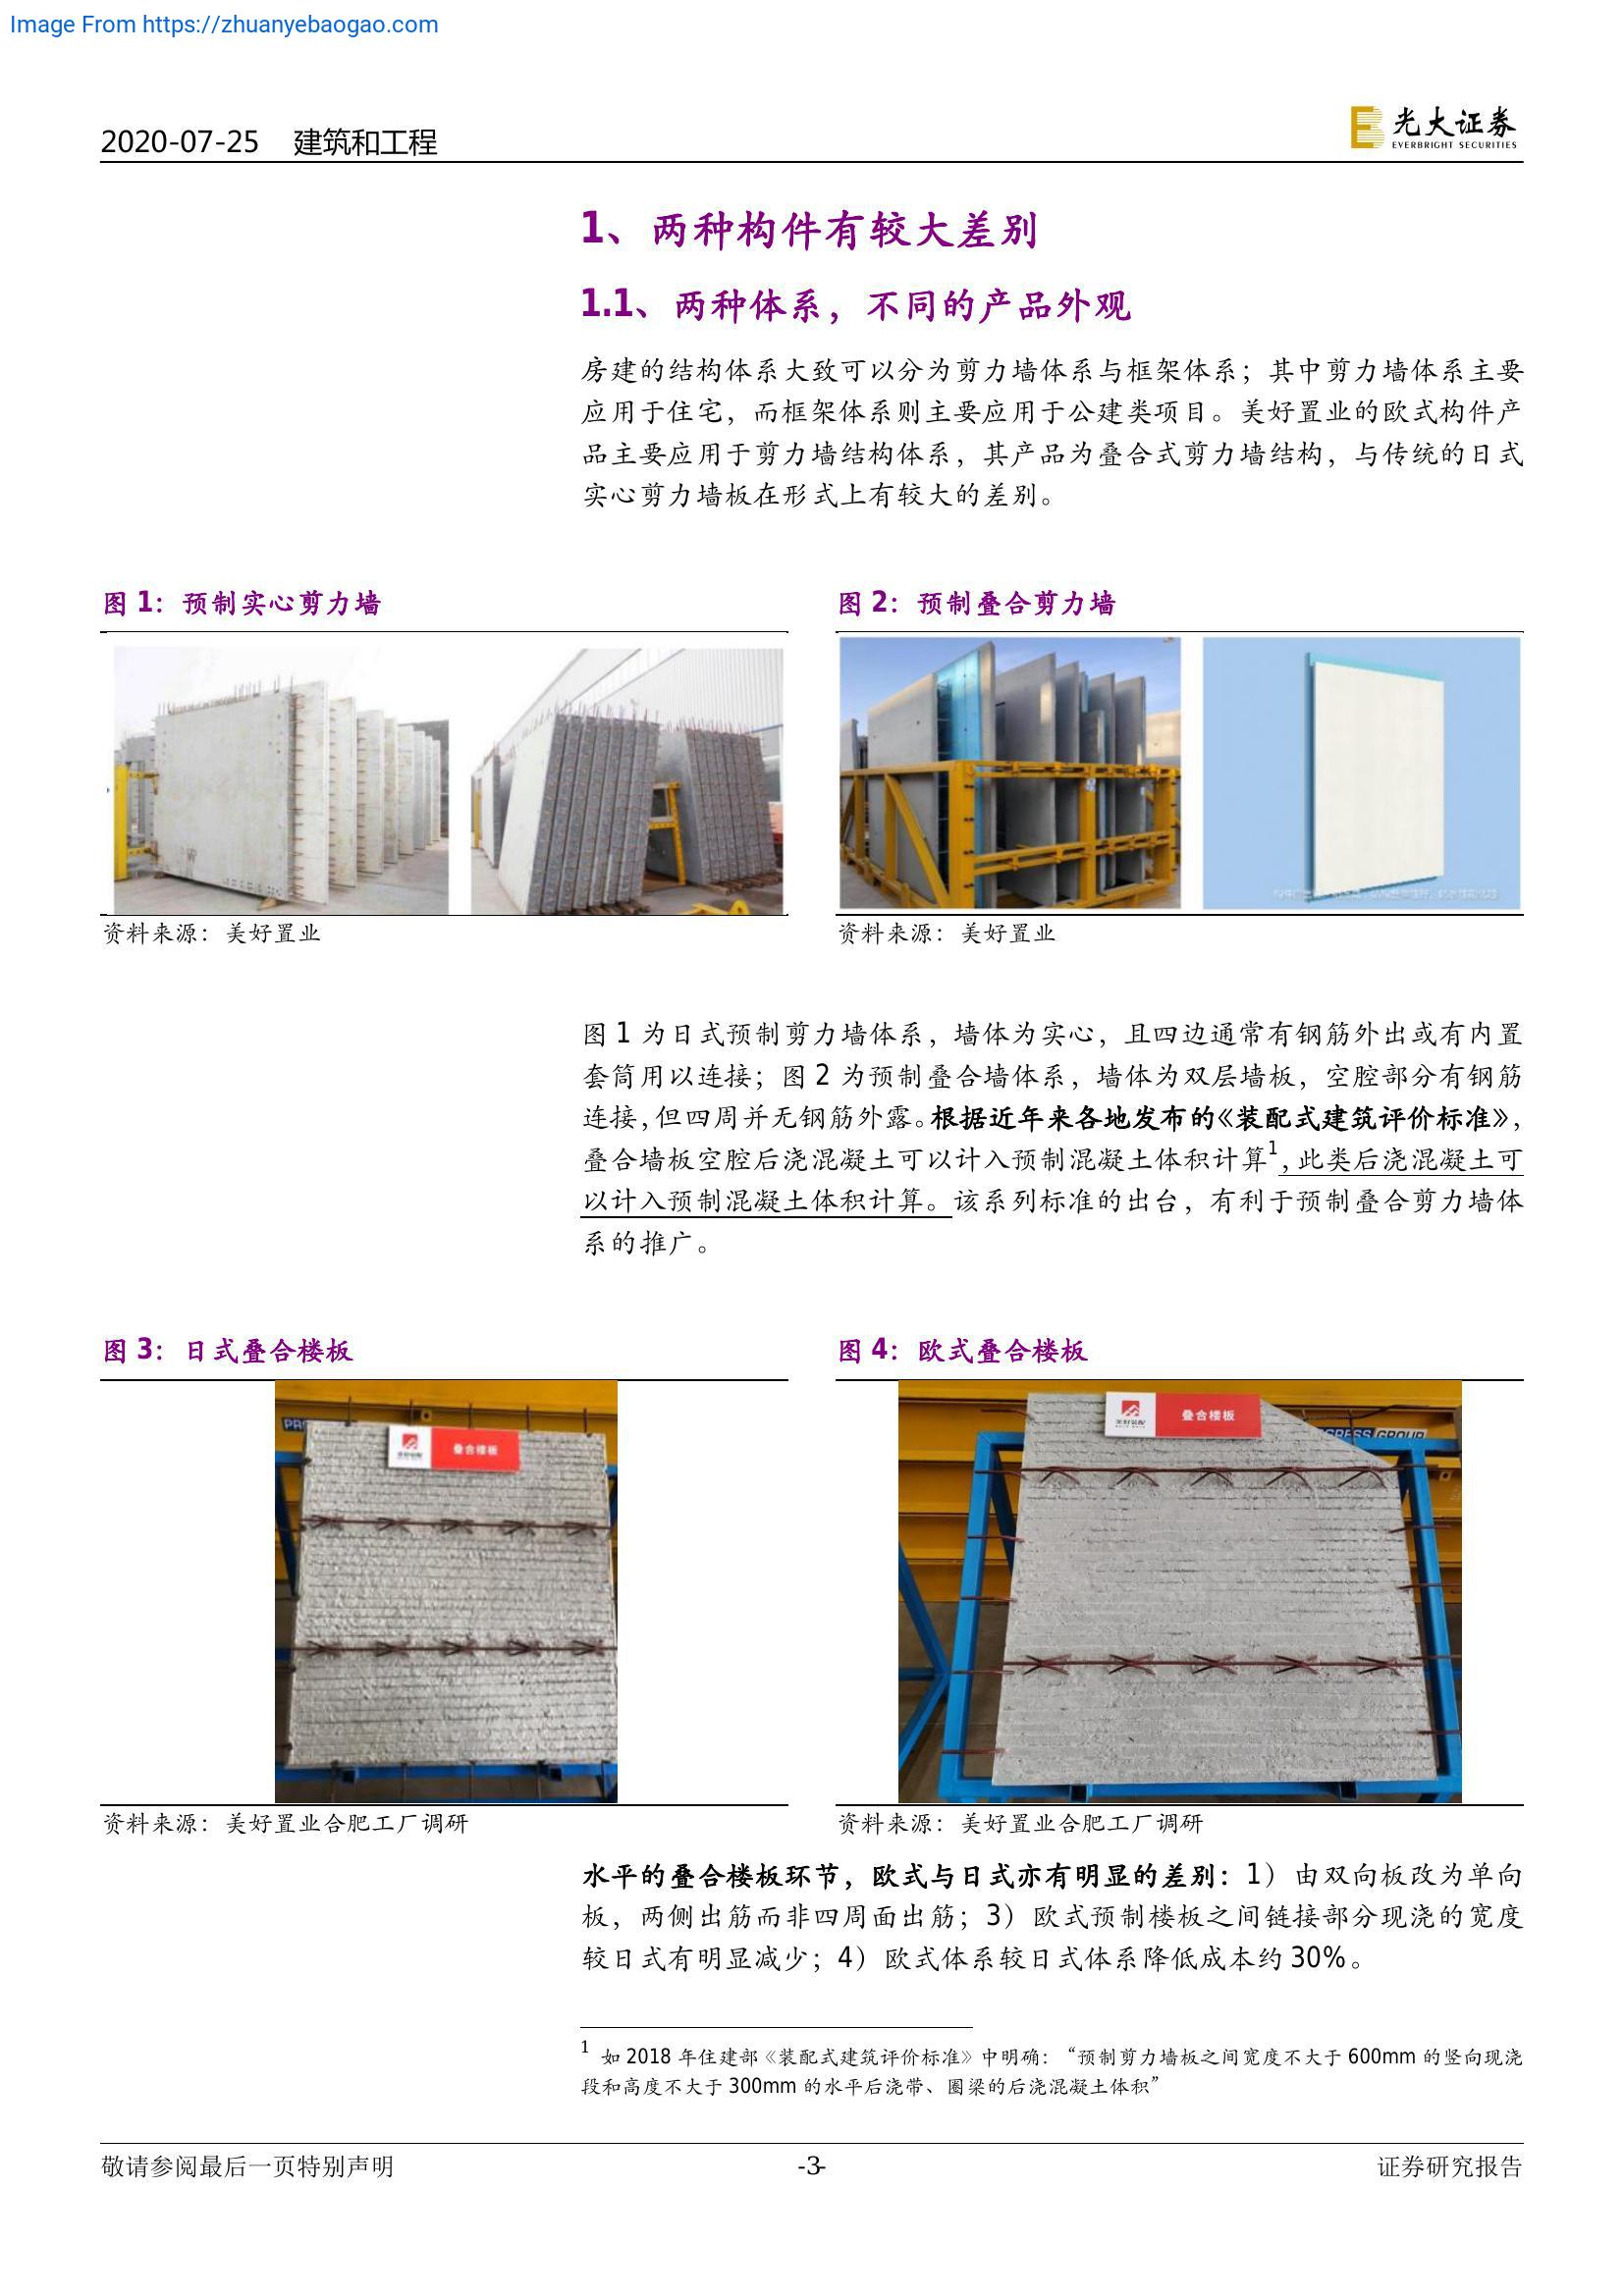 Image From https://zhuanyebaogao.com
2020-07-25 建筑和工程
光大证券
EVERBRIGHT SECURITIES
1、两种构件有较大差别
1.1、两种体系，不同的产品外观
房建的结构体系大致可以分为剪力墙体系与框架体系；其中剪力墙体系主要
应用于住宅，而框架体系则主要应用于公建类项目。美好置业的欧式构件产
品主要应用于剪力墙结构体系，其产品为叠合式剪力墙结构，与传统的日式
实心剪力墙板在形式上有较大的差别。
图 1：预制实心剪力墙
图 2：预制叠合剪力墙
资料来源：美好置业
资料来源：美好置业
图 1 为日式预制剪力墙体系，墙体为实心，且四边通常有钢筋外出或有内置
套筒用以连接；图 2 为预制叠合墙体系，墙体为双层墙板，空腔部分有钢筋
连接，但四周并无钢筋外露。根据近年来各地发布的《装配式建筑评价标准》，
叠合墙板空腔后浇混凝土可以计入预制混凝土体积计算1，此类后浇混凝土可
以计入预制混凝土体积计算。该系列标准的出台，有利于预制叠合剪力墙体
系的推广。
图 3：日式叠合楼板
图 4：欧式叠合楼板
美好装配
叠合楼板
美好装配
叠合楼板
PRESS GROUP
资料来源：美好置业合肥工厂调研
资料来源：美好置业合肥工厂调研
水平的叠合楼板环节，欧式与日式亦有明显的差别：1）由双向板改为单向
板，两侧出筋而非四周面出筋；3）欧式预制楼板之间链接部分现浇的宽度
较日式有明显减少；4）欧式体系较日式体系降低成本约 30%。
1 如 2018 年住建部《装配式建筑评价标准》中明确：“预制剪力墙板之间宽度不大于 600mm 的竖向现浇
段和高度不大于 300mm 的水平后浇带、圈梁的后浇混凝土体积”
敬请参阅最后一页特别声明
-3-
证券研究报告